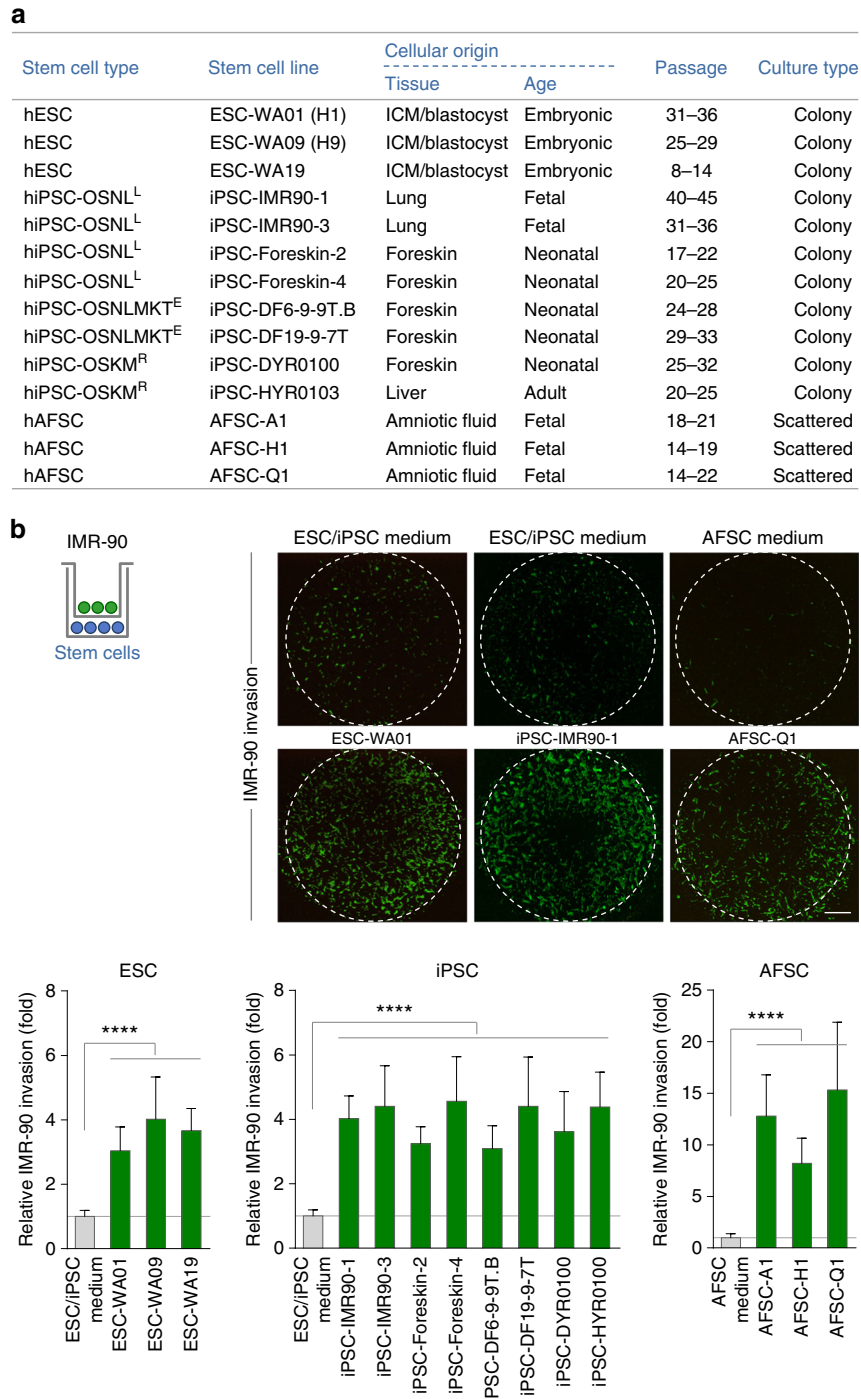 a
Cellular origin
Stem cell type Stem cell line Tissue Age Passage Culture type
hESC ESC-WA01 (H1) ICM/blastocyst Embryonic 31–36 Colony
hESC ESC-WA09 (H9) ICM/blastocyst Embryonic 25–29 Colony
hESC ESC-WA19 ICM/blastocyst Embryonic 8–14 Colony
hiPSC-OSNL^L iPSC-IMR90-1 Lung Fetal 40–45 Colony
hiPSC-OSNL^L iPSC-IMR90-3 Lung Fetal 31–36 Colony
hiPSC-OSNL^L iPSC-Foreskin-2 Foreskin Neonatal 17–22 Colony
hiPSC-OSNL^L iPSC-Foreskin-4 Foreskin Neonatal 20–25 Colony
hiPSC-OSNLMKT^E iPSC-DF6-9-9T.B Foreskin Neonatal 24–28 Colony
hiPSC-OSNLMKT^E iPSC-DF19-9-7T Foreskin Neonatal 29–33 Colony
hiPSC-OSKM^R iPSC-DYR0100 Foreskin Neonatal 25–32 Colony
hiPSC-OSKM^R iPSC-HYR0103 Liver Adult 20–25 Colony
hAFSC AFSC-A1 Amniotic fluid Fetal 18–21 Scattered
hAFSC AFSC-H1 Amniotic fluid Fetal 14–19 Scattered
hAFSC AFSC-Q1 Amniotic fluid Fetal 14–22 Scattered
b
IMR-90
Stem cells
IMR-90 invasion
ESC/iPSC medium ESC/iPSC medium AFSC medium
ESC-WA01 iPSC-IMR90-1 AFSC-Q1
ESC
Relative IMR-90 invasion (fold)
8
6
4
2
0
****
ESC/iPSC
medium
ESC-WA01
ESC-WA09
ESC-WA19
iPSC
Relative IMR-90 invasion (fold)
8
6
4
2
0
****
ESC/iPSC
medium
iPSC-IMR90-1
iPSC-IMR90-3
iPSC-Foreskin-2
iPSC-Foreskin-4
PSC-DF6-9-9T.B
iPSC-DF19-9-7T
iPSC-DYR0100
iPSC-HYR0100
AFSC
Relative IMR-90 invasion (fold)
25
20
15
10
5
0
****
AFSC
medium
AFSC-A1
AFSC-H1
AFSC-Q1